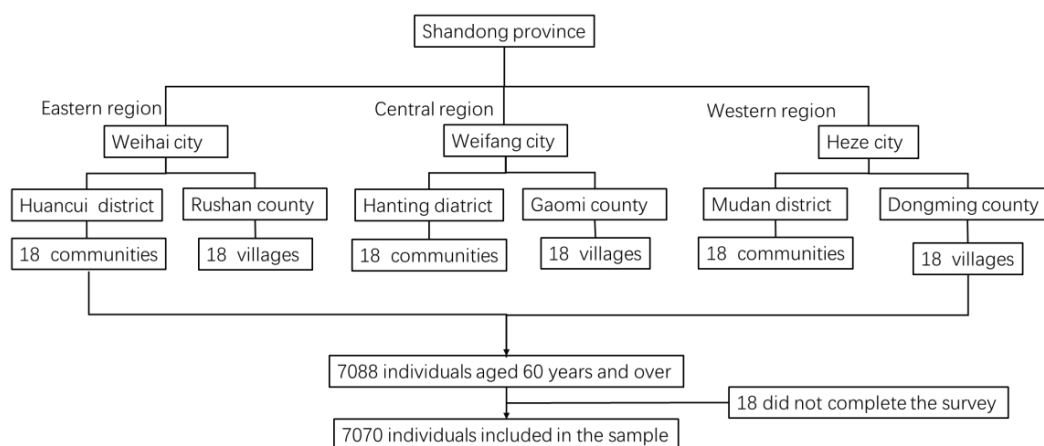 Shandong province
Eastern region
Central region
Western region
Weihai city
Weifang city
Heze city
Huancui district
Rushan county
Hanting diatrict
Gaomi county
Mudan district
Dongming county
18 communities
18 villages
18 communities
18 villages
18 communities
18 villages
7088 individuals aged 60 years and over
18 did not complete the survey
7070 individuals included in the sample